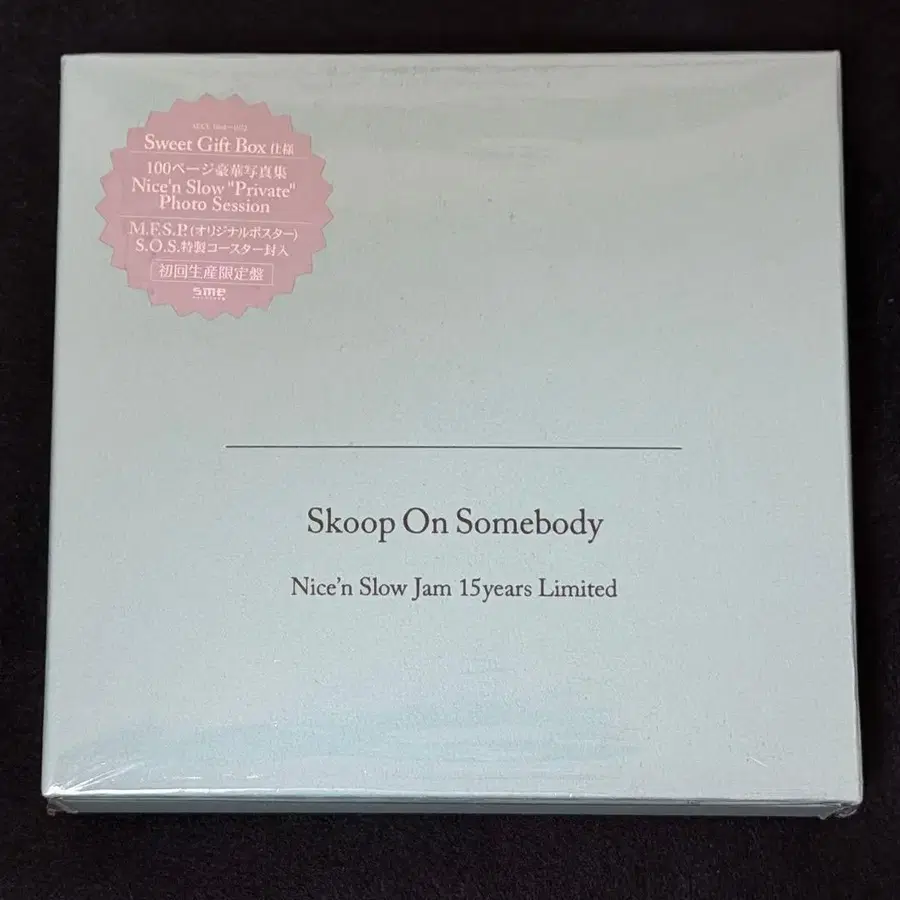 Sweet Gift Box 仕様
100ページ豪華写真集
Nice'n Slow "Private"
Photo Session
M.F.S.P.(オリジナルポスター)
S.O.S.特製コースター封入
初回生産限定盤
sme
Skoop On Somebody
Nice'n Slow Jam 15years Limited